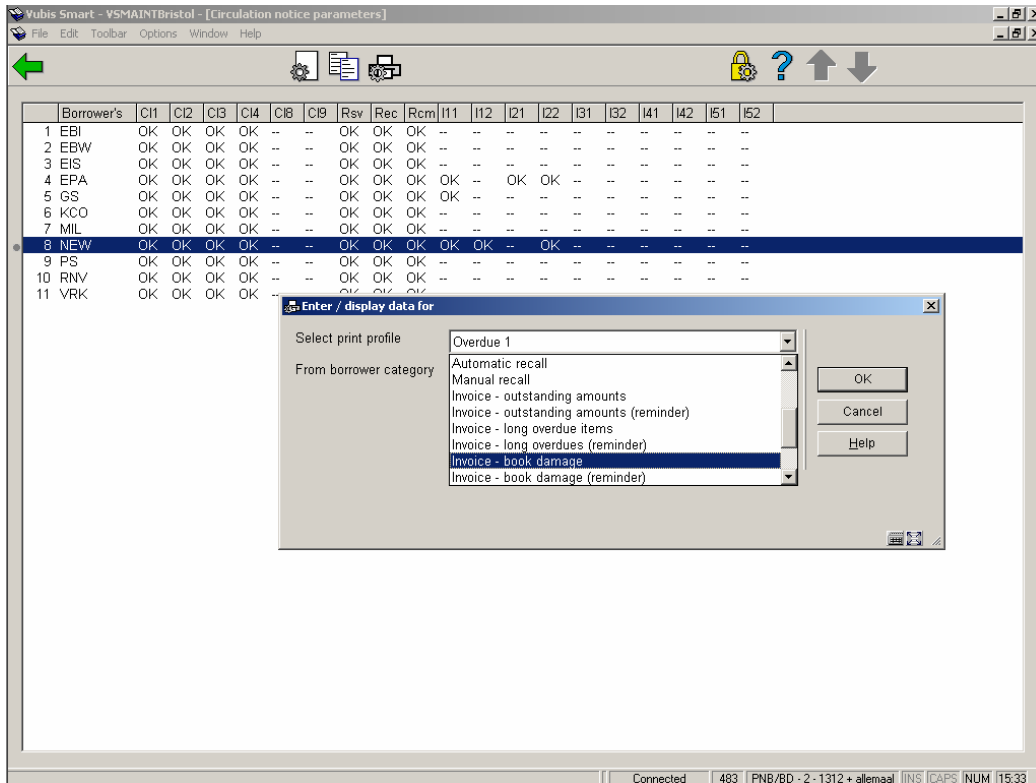 Vubis Smart - VSMAINTBristol - [Circulation notice parameters]
File Edit Toolbar Options Window Help
Borrower's Cl1 Cl2 Cl3 Cl4 Cl8 Cl9 Rsv Rec Rcm I11 I12 I21 I22 I31 I32 I41 I42 I51 I52
1 EBI OK OK OK OK -- -- OK OK OK -- -- -- -- -- -- -- -- -- --
2 EBW OK OK OK OK -- -- OK OK OK -- -- -- -- -- -- -- -- -- --
3 EIS OK OK OK OK -- -- OK OK OK -- -- -- -- -- -- -- -- -- --
4 EPA OK OK OK OK -- -- OK OK OK OK -- OK OK -- -- -- -- -- --
5 GS OK OK OK OK -- -- OK OK OK OK -- -- -- -- -- -- -- -- --
6 KCO OK OK OK OK -- -- OK OK OK -- -- -- -- -- -- -- -- -- --
7 MIL OK OK OK OK -- -- OK OK OK -- -- -- -- -- -- -- -- -- --
8 NEW OK OK OK OK -- -- OK OK OK OK OK -- OK -- -- -- -- -- --
9 PS OK OK OK OK -- -- OK OK OK -- -- -- -- -- -- -- -- -- --
10 RNV OK OK OK OK -- -- OK OK OK -- -- -- -- -- -- -- -- -- --
11 VRK OK OK OK OK --
Enter / display data for
Select print profile Overdue 1
From borrower category
Automatic recall
Manual recall
Invoice - outstanding amounts
Invoice - outstanding amounts (reminder)
Invoice - long overdue items
Invoice - long overdues (reminder)
Invoice - book damage
Invoice - book damage (reminder)
OK
Cancel
Help
Connected 483 PNB/BD - 2 - 1312 + allemaal INS CAPS NUM 15:33